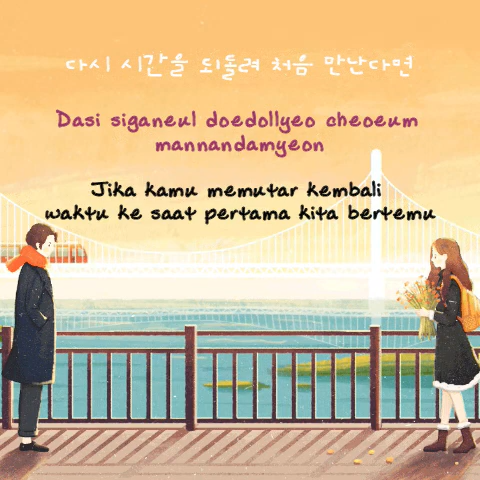 다시 시간을 되돌려 처음 만난다면
Dasi siganeul doedollyeo cheoeum
mannandamyeon
Jika kamu memutar kembali
waktu ke saat pertama kita bertemu